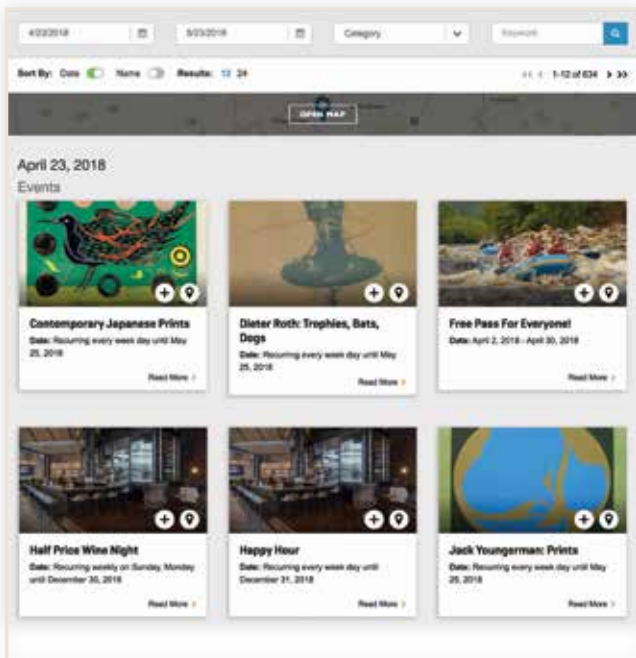 4/23/2018
5/23/2018
Category
Keyword
Sort By: Date Name Results: 12 24
1-12 of 634
OPEN MAP
April 23, 2018
Events
Contemporary Japanese Prints
Date: Recurring every week day until May
25, 2018
Read More
Dieter Roth: Trophies, Bats,
Dogs
Date: Recurring every week day until May
25, 2018
Read More
Free Pass For Everyone!
Date: April 2, 2018 - April 30, 2018
Read More
Half Price Wine Night
Date: Recurring weekly on Sunday, Monday
until December 30, 2018
Read More
Happy Hour
Date: Recurring every week day until
December 31, 2018
Read More
Jack Youngerman: Prints
Date: Recurring every week day until May
25, 2018
Read More